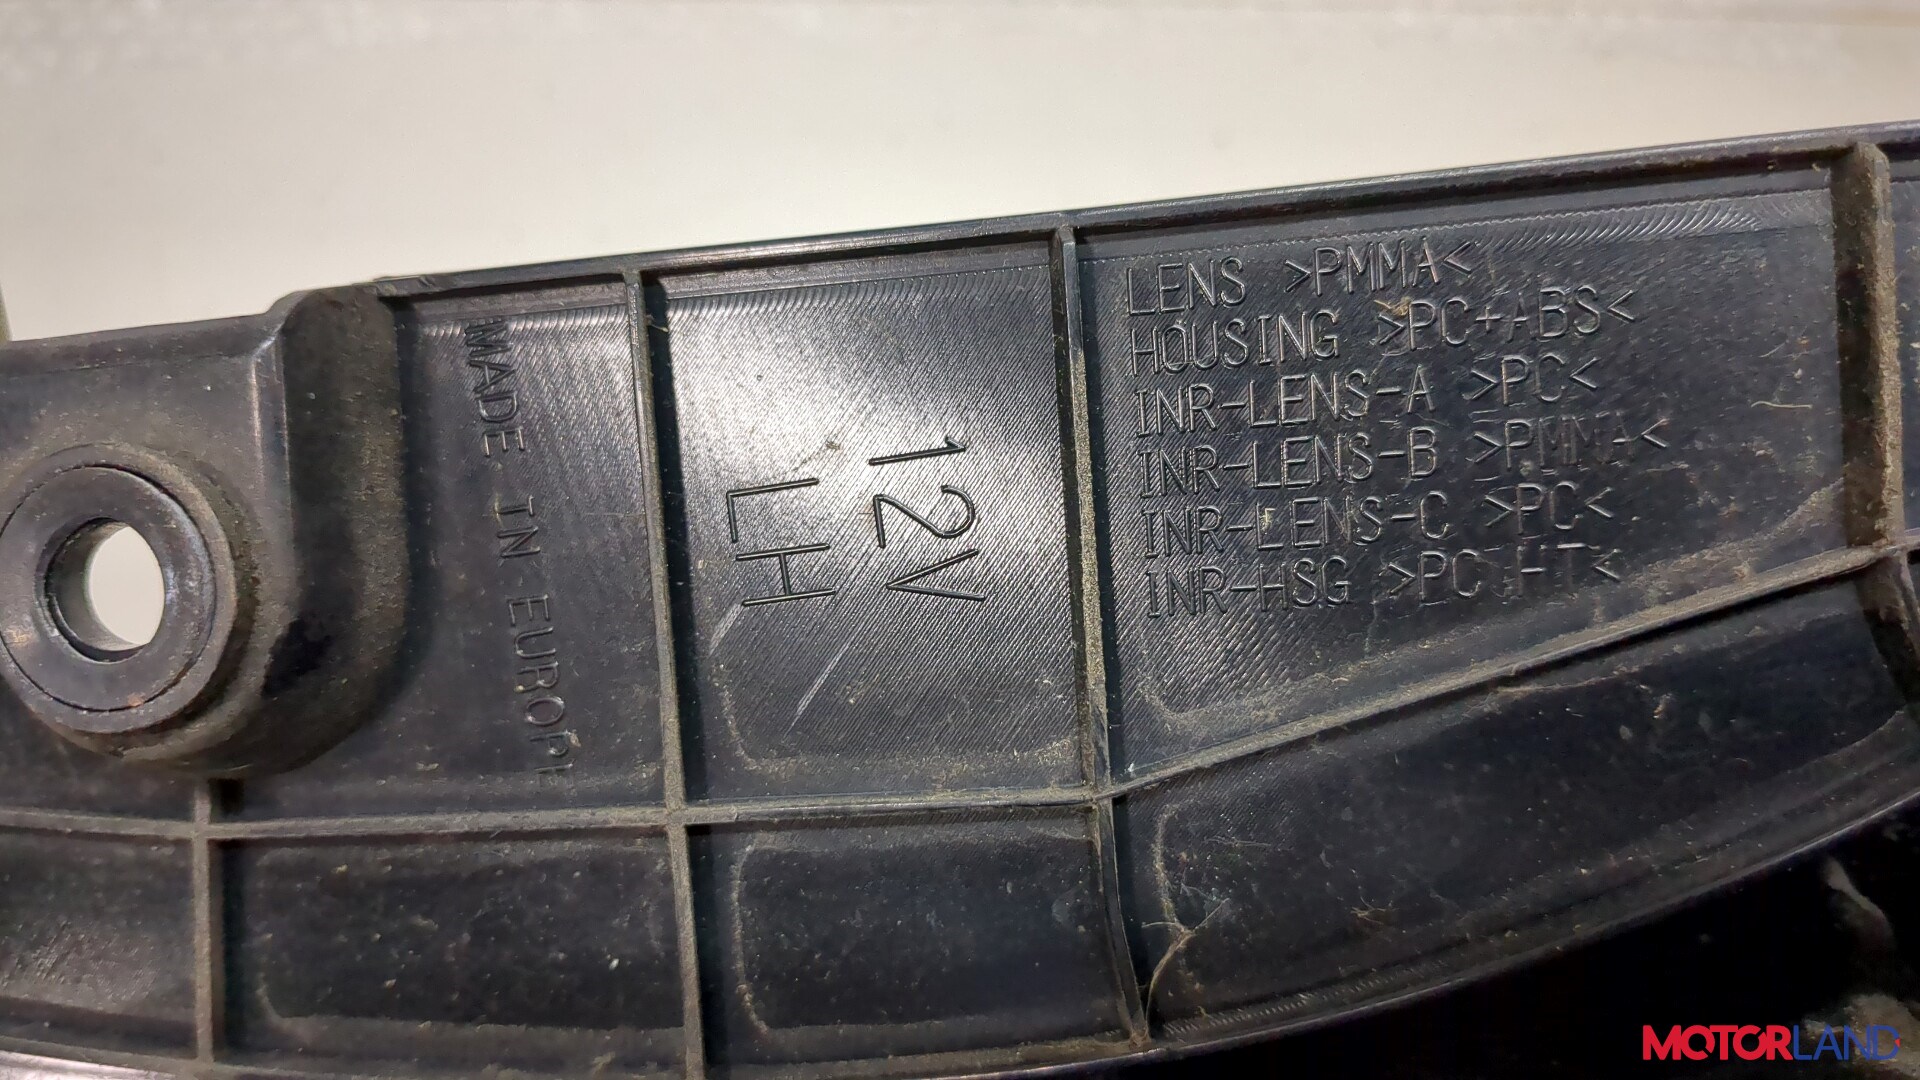 MADE IN EUROPE
12V
LH
LENS >PMMA<
HOUSING >PC+ABS<
INR-LENS-A >PC<
INR-LENS-B >PMMA<
INR-LENS-C >PC<
INR-HSG >PC-HT<
MOTORLAND